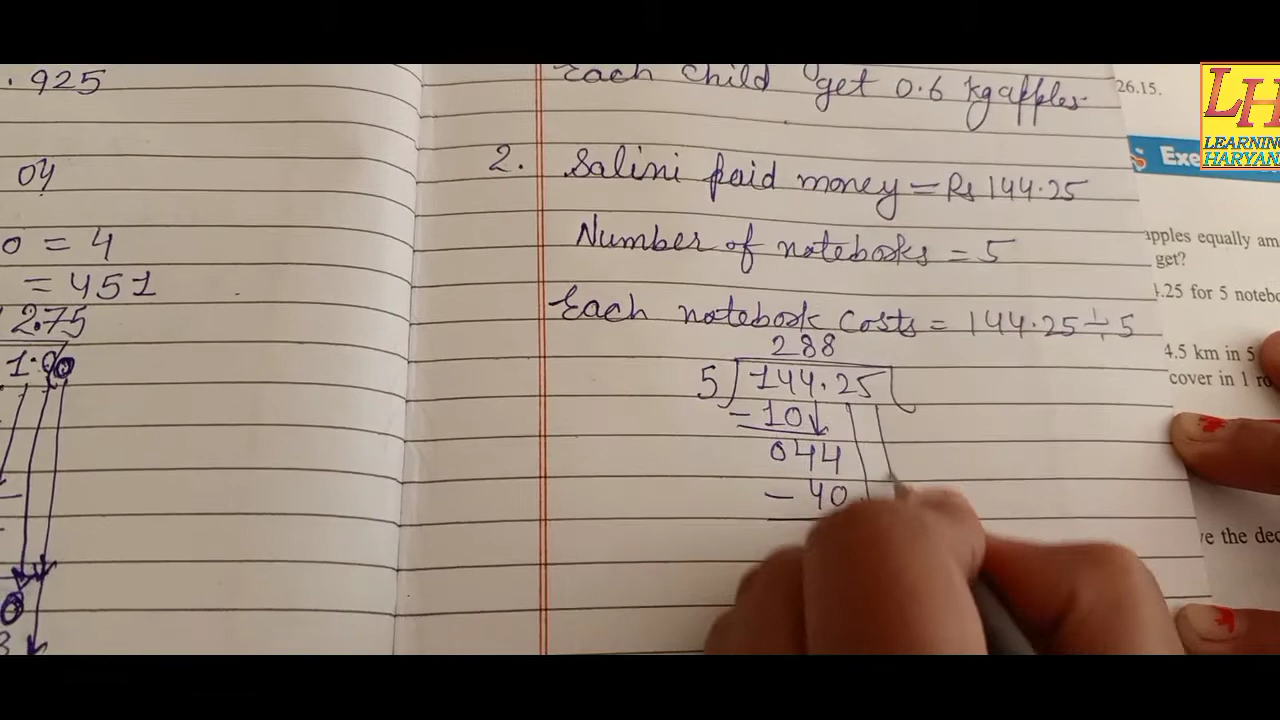 . 925
04
0 = 4
= 451
2.75
1.90
Each child get 0.6 kg apples.
2. Salini paid money = Rs 144.25
Number of notebooks = 5
Each notebook costs = 144.25 ÷ 5
288
5 ) 144.25
- 10
044
- 40
26.15.
Exe
LH
LEARNING
HARYAN
apples equally am
get?
.25 for 5 notebo
4.5 km in 5
cover in 1 ro
ve the dec